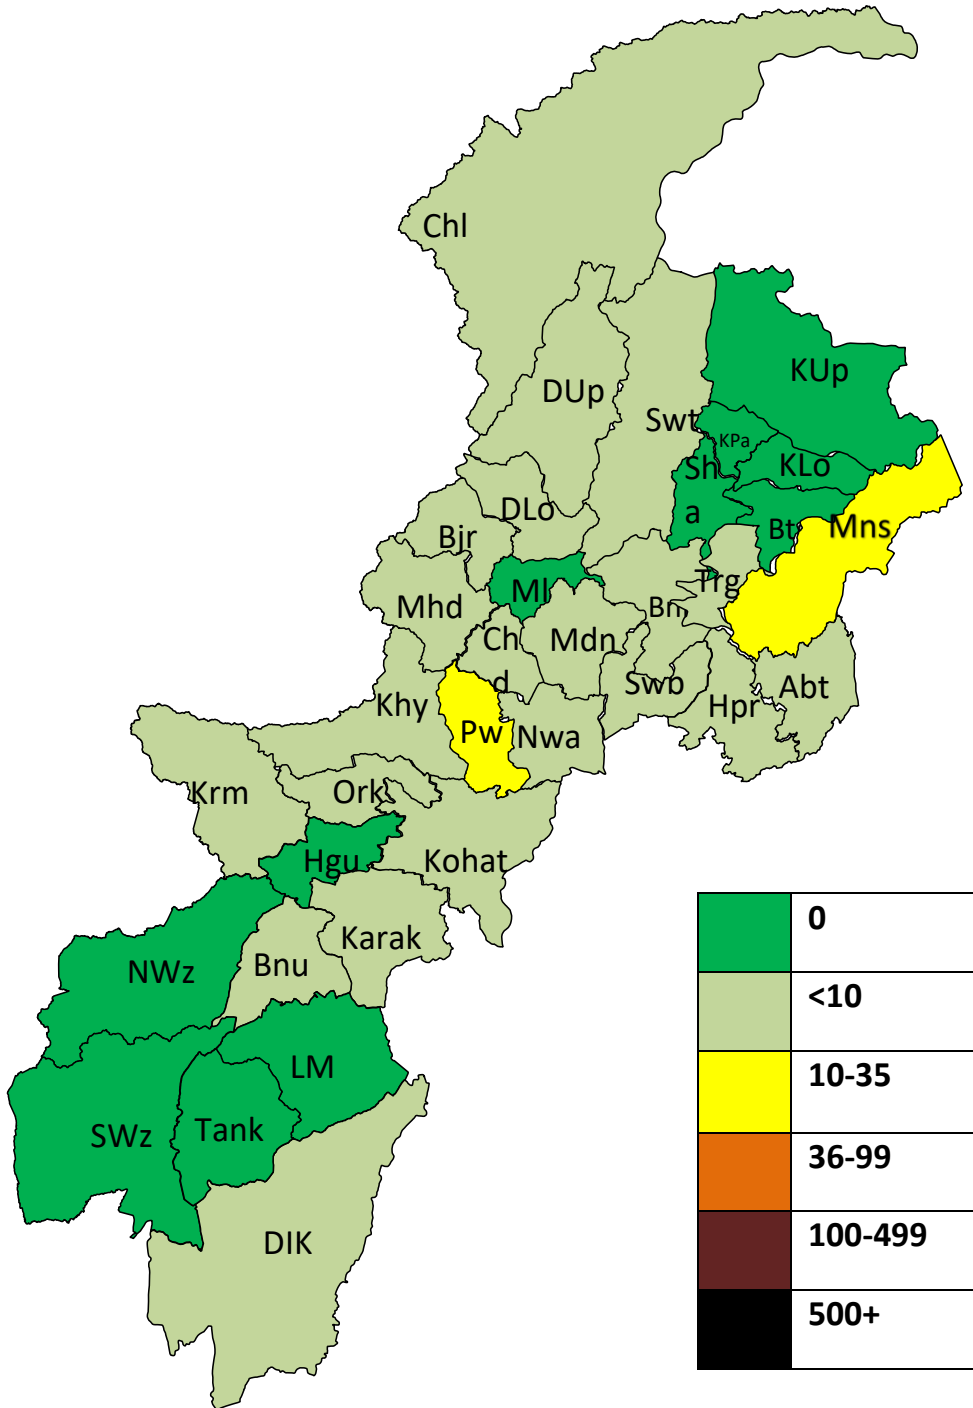 Chl
KUp
DUp
Swt
KPa
KLo
Sh
a
DLo
Bts
Mns
Bjr
Trg
Ml
Mhd
Bn
Ch
d
Mdn
Swb
Abt
Hpr
Khy
Pw
Nwa
Krm
Ork
Hgu
Kohat
Karak
Bnu
NWz
LM
Tank
SWz
DIK
0
<10
10-35
36-99
100-499
500+